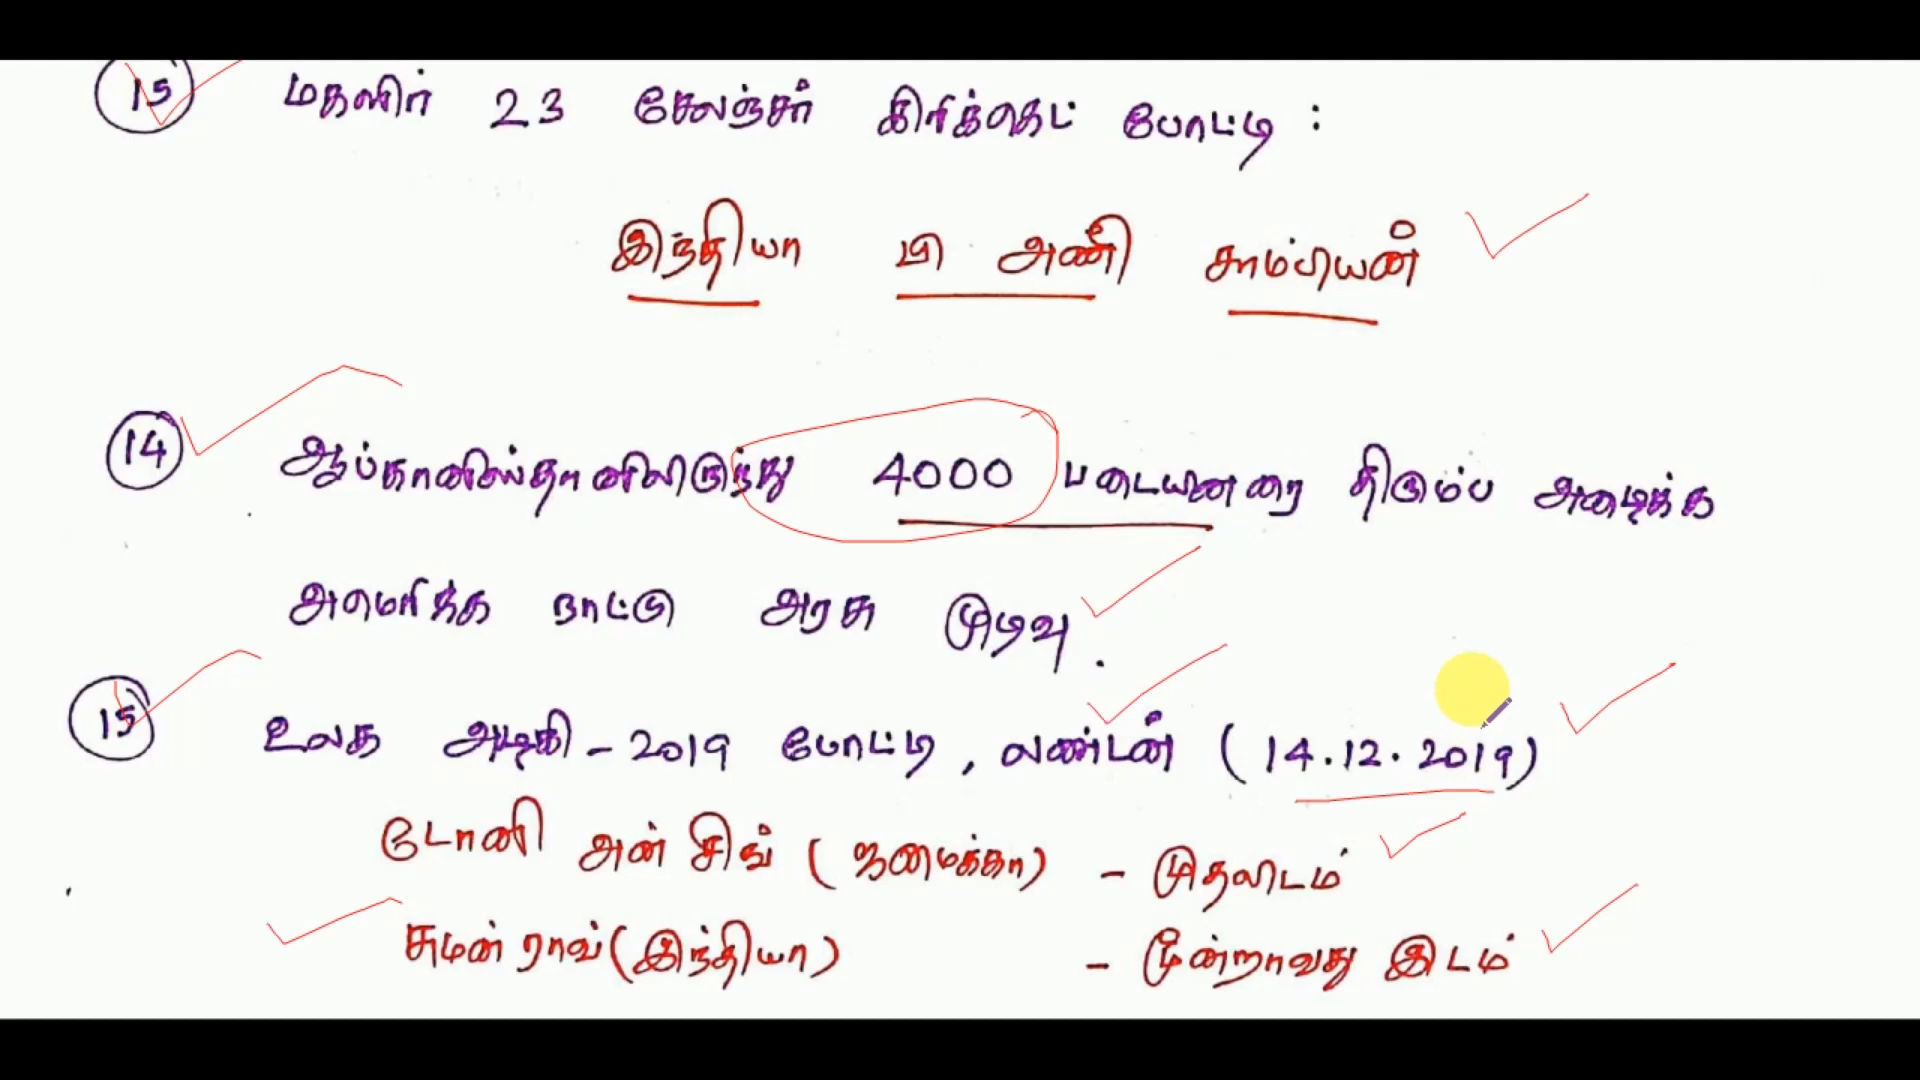 15 மகளிர் 23 சேலஞ்சர் கிரிக்கெட் போட்டி :
இந்தியா பி அணி சாம்பியன்
14 ஆப்கானிஸ்தானிலிருந்து 4000 படையினரை திரும்ப அழைக்க
அமெரிக்க நாட்டு அரசு முடிவு.
15 உலக அழகி - 2019 போட்டி, லண்டன் (14.12.2019)
டோனி அன் சிங் (ஜமைக்கா) - முதலிடம்
சுமன் ராவ் (இந்தியா) - மூன்றாவது இடம்